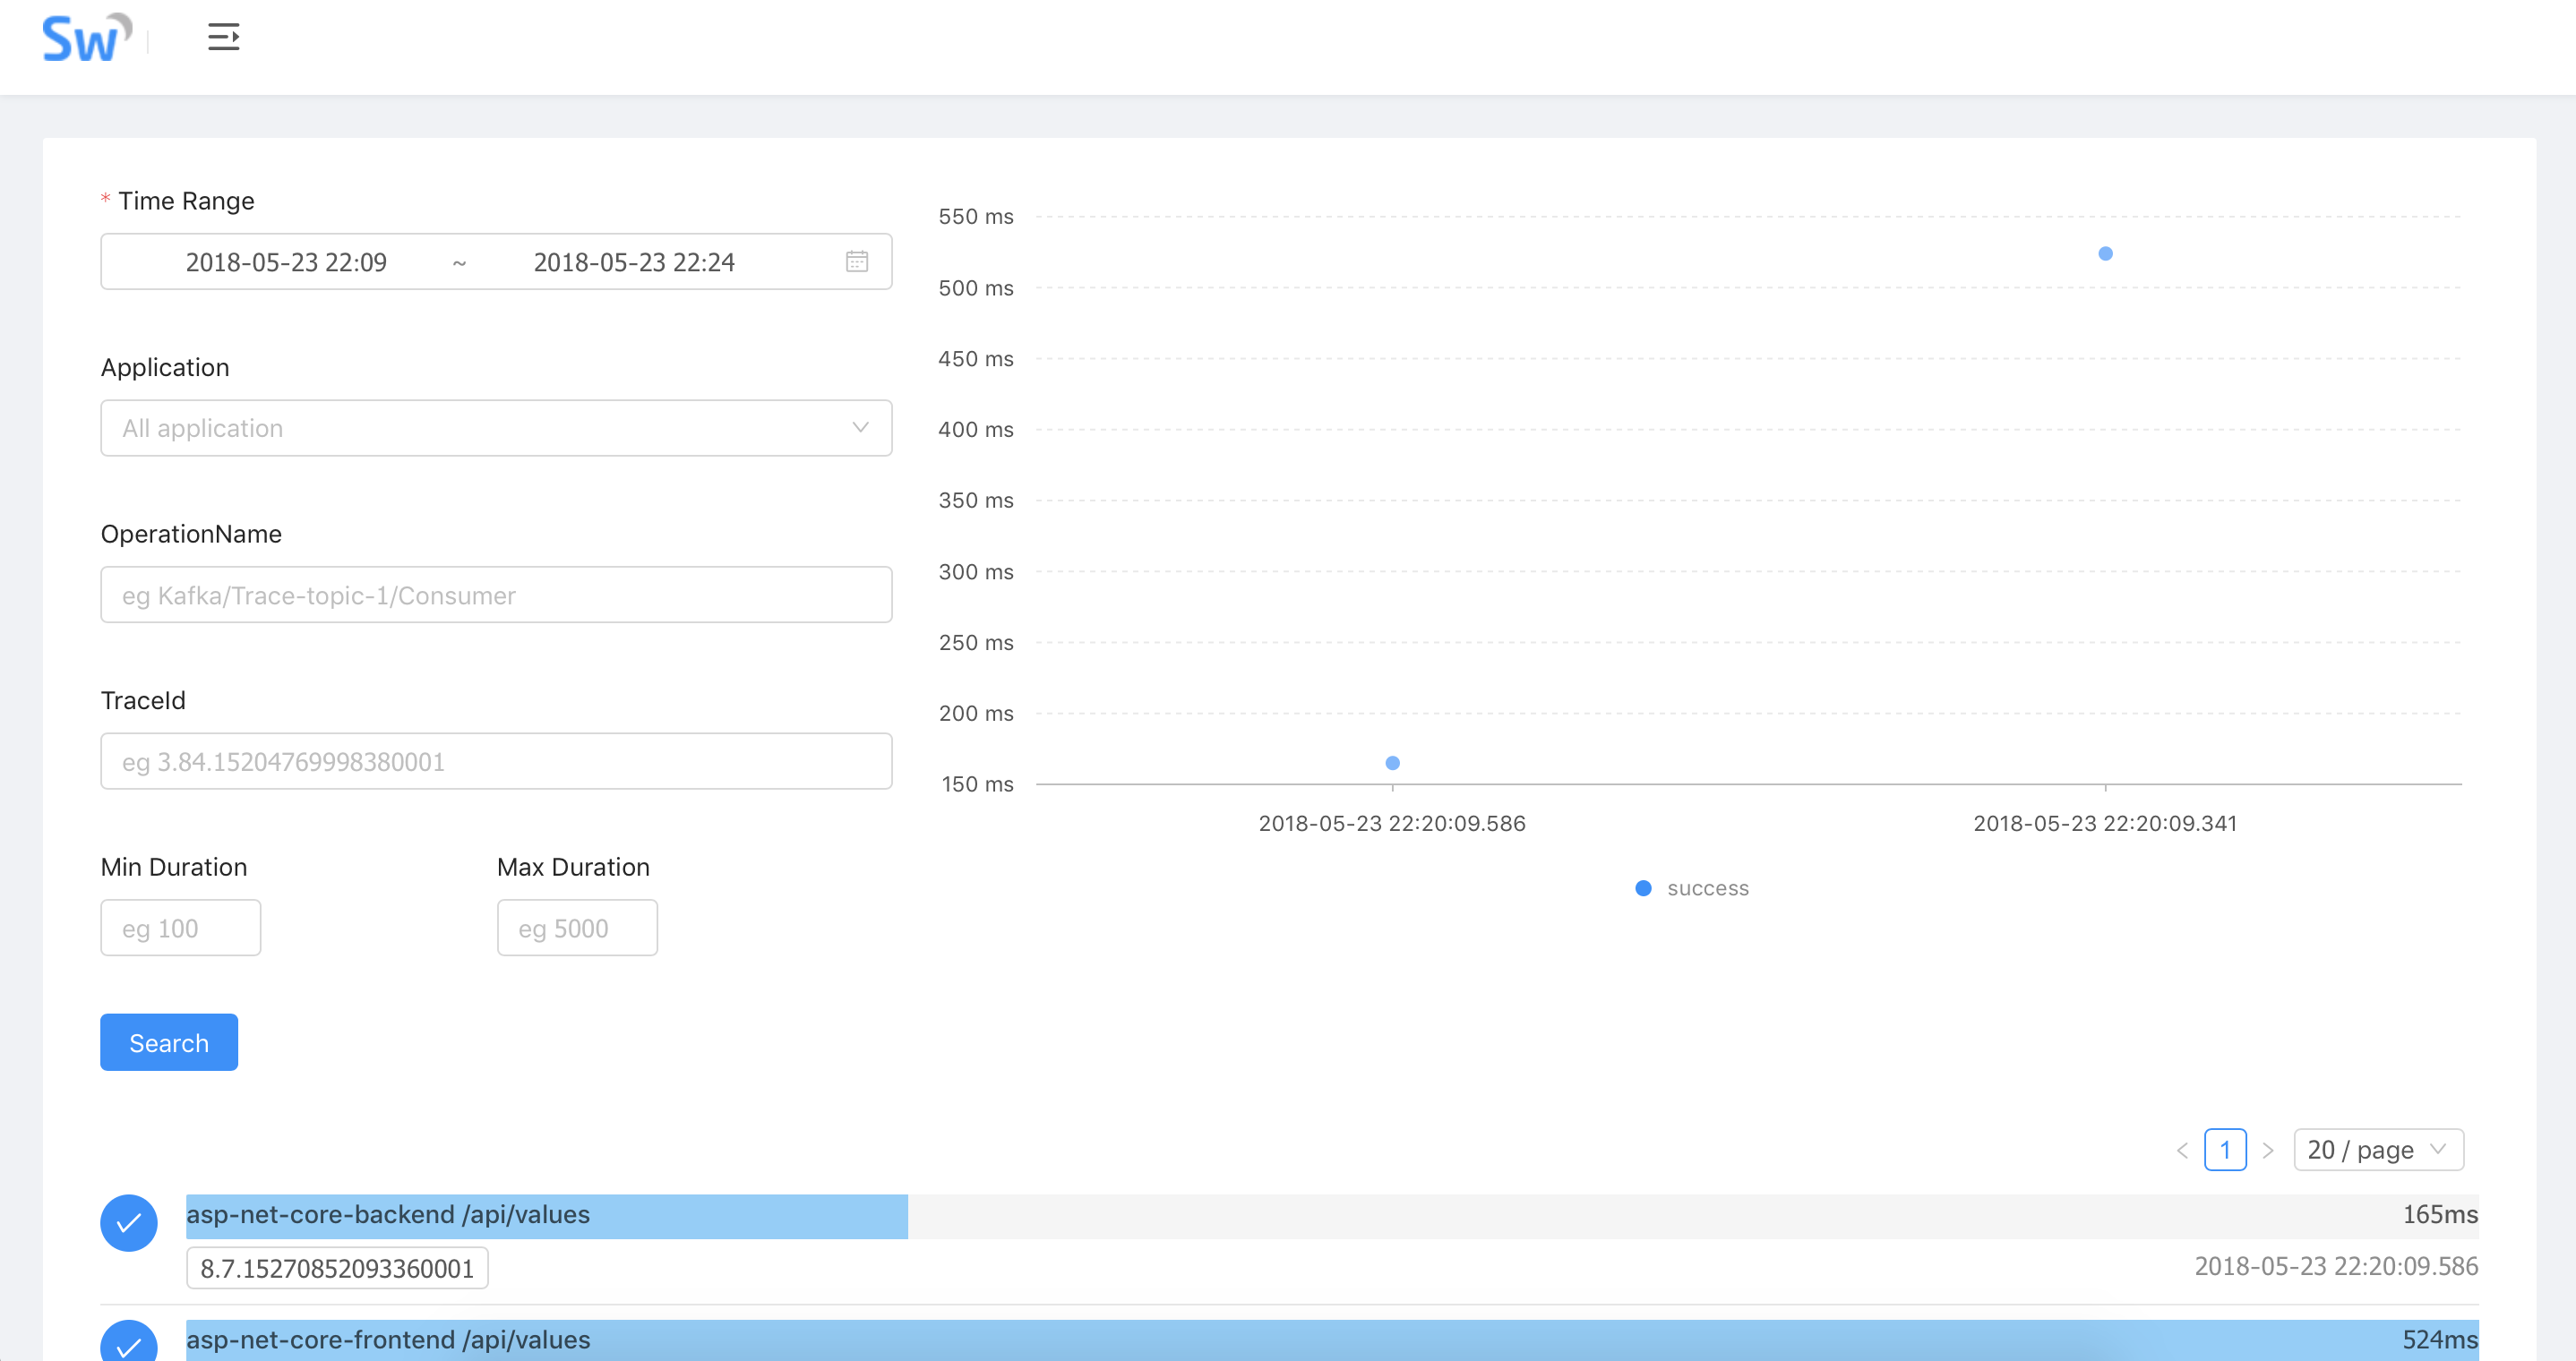 Sw
* Time Range
2018-05-23 22:09 ~ 2018-05-23 22:24
Application
All application
OperationName
eg Kafka/Trace-topic-1/Consumer
TraceId
eg 3.84.15204769998380001
Min Duration Max Duration
eg 100 eg 5000
Search
550 ms
500 ms
450 ms
400 ms
350 ms
300 ms
250 ms
200 ms
150 ms
2018-05-23 22:20:09.586 2018-05-23 22:20:09.341
success
< 1 > 20 / page
asp-net-core-backend /api/values 165ms
8.7.15270852093360001 2018-05-23 22:20:09.586
asp-net-core-frontend /api/values 524ms